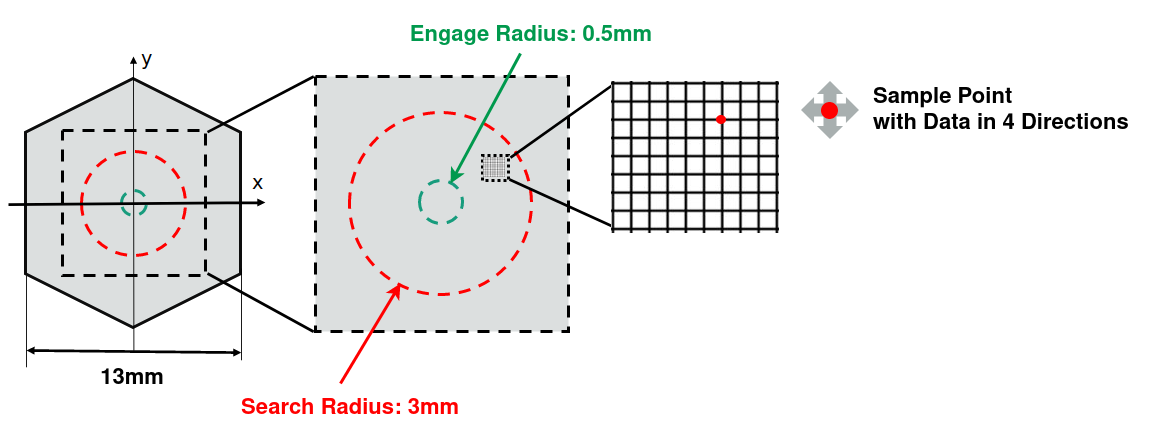 Engage Radius: 0.5mm
y
x
Sample Point
with Data in 4 Directions
13mm
Search Radius: 3mm